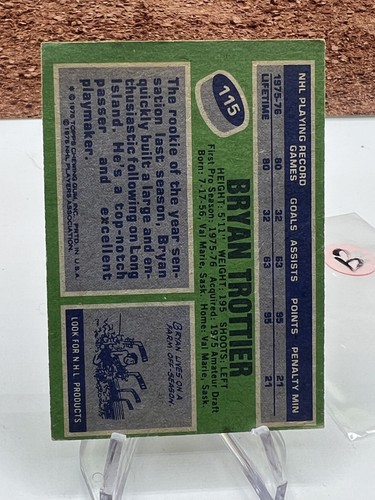 115
NHL PLAYING RECORD
GAMES GOALS ASSISTS POINTS PENALTY MIN
1975-76 80 32 63 95 21
LIFETIME 80 32 63 95 21
BRYAN TROTTIER
HEIGHT: 5'11" WEIGHT: 195 SHOOTS: LEFT
First Pro Season: 1975-76 Acquired: 1975 Amateur Draft
Born: 7-17-56, Val Marie, Sask. Home: Val Marie, Sask.
The rookie of the year sen-
sation last season, Bryan
quickly built a large and en-
thusiastic following on Long
Island. He's a top-notch
passer and excellent
playmaker.
© 1976 TOPPS CHEWING GUM, INC. PRTD. IN U.S.A.
© 1976 NHL PLAYERS ASSOCIATION.
BRYAN LIVES ON A
FARM OFF-SEASON.
LOOK FOR N.H.L PRODUCTS